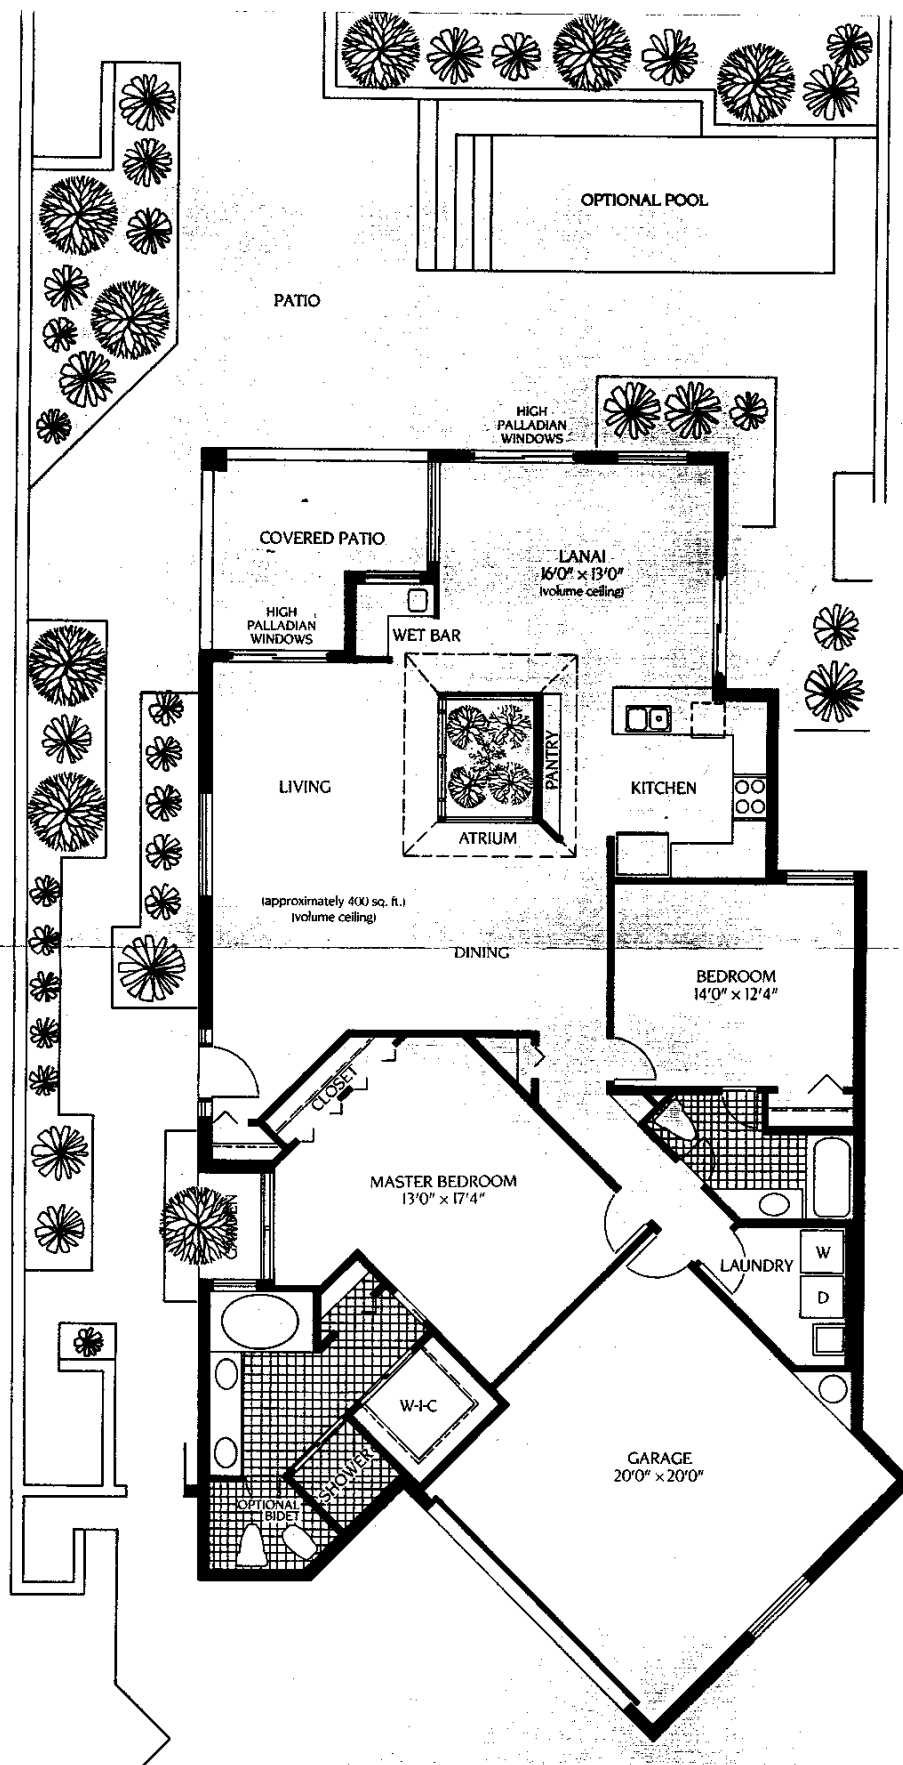 OPTIONAL POOL
PATIO
HIGH
PALLADIAN
WINDOWS
COVERED PATIO
LANAI
16'0" × 13'0"
(volume ceiling)
HIGH
PALLADIAN
WINDOWS
WET BAR
LIVING
PANTRY
KITCHEN
ATRIUM
(approximately 400 sq. ft.)
(volume ceiling)
DINING
BEDROOM
14'0" × 12'4"
CLOSET
MASTER BEDROOM
13'0" × 17'4"
GARDEN
LAUNDRY
W
D
W-I-C
SHOWER
GARAGE
20'0" × 20'0"
OPTIONAL
BIDET